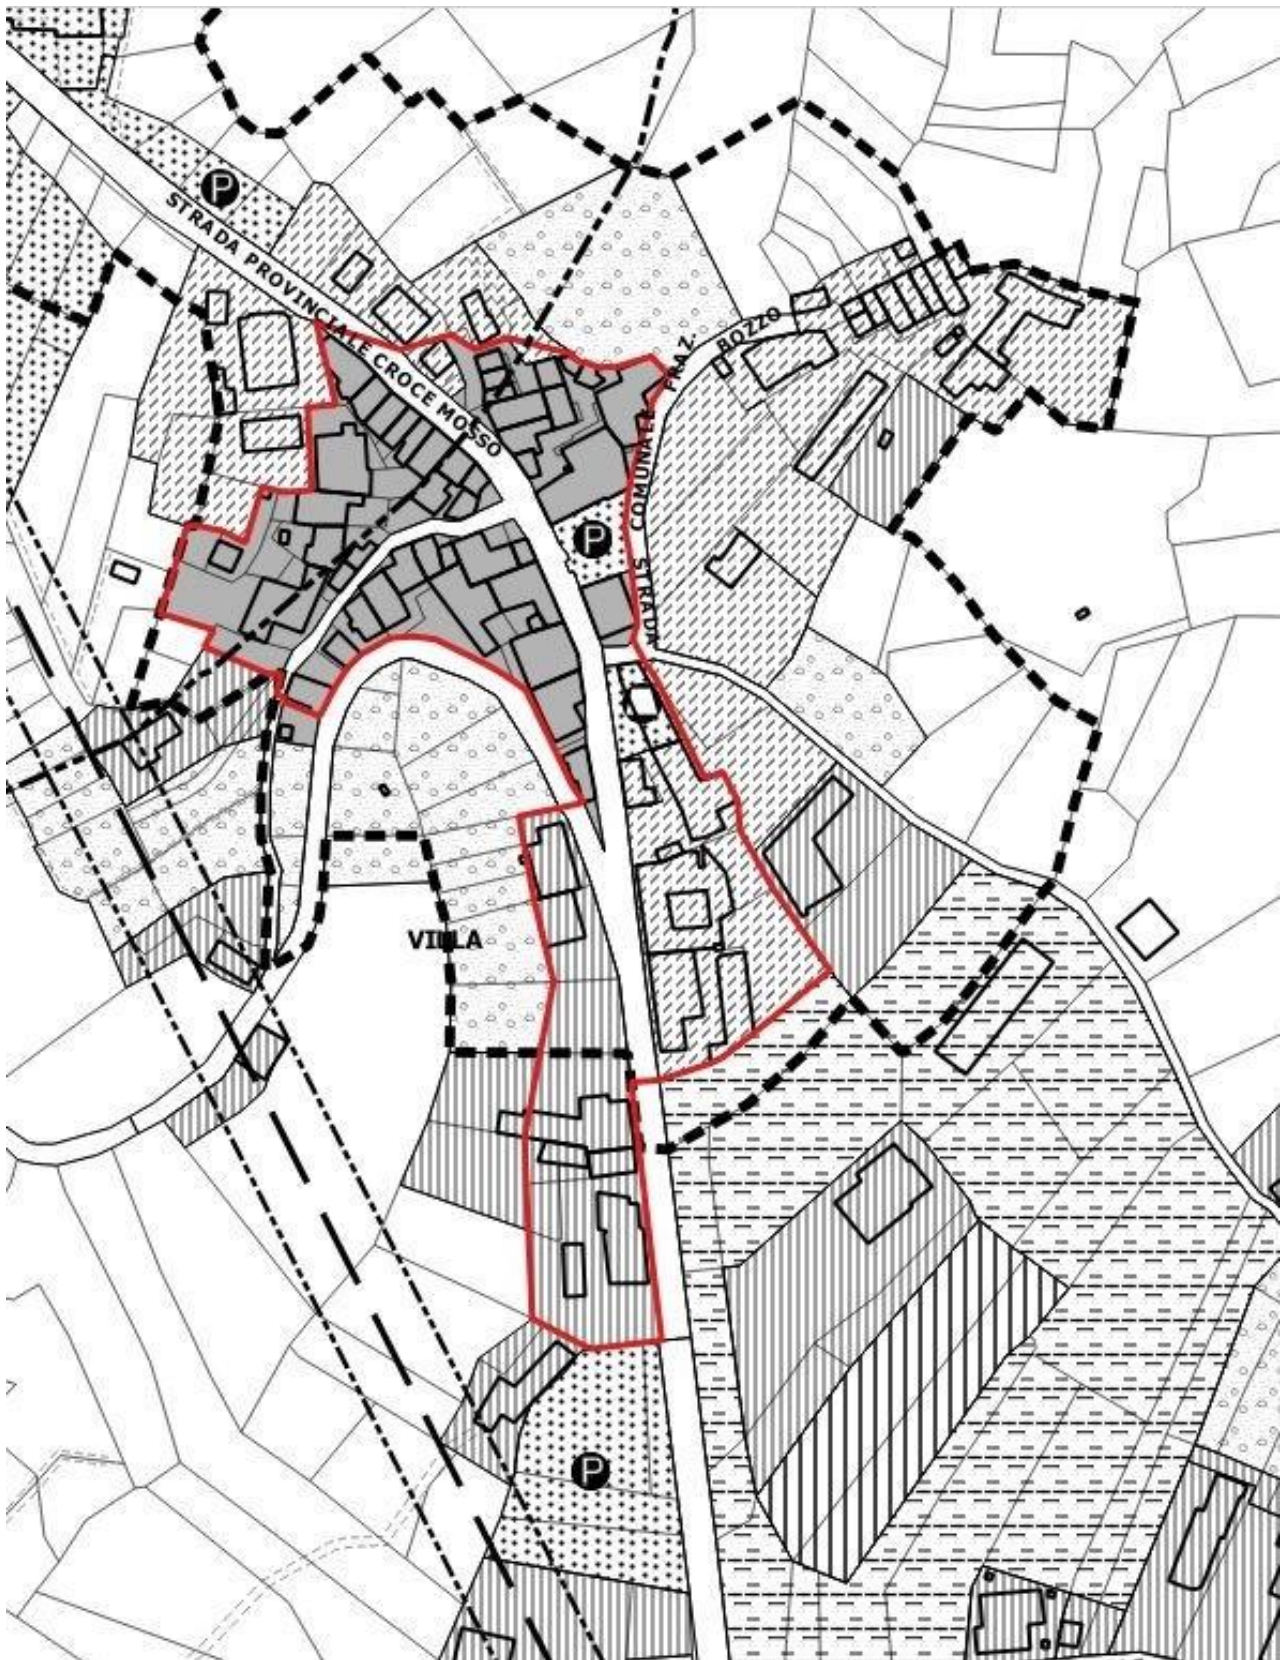 P
STRADA PROVINCIALE CROCE MOSSO
STRADA COMUNALE FRAZ. BOZZO
P
VILLA
P